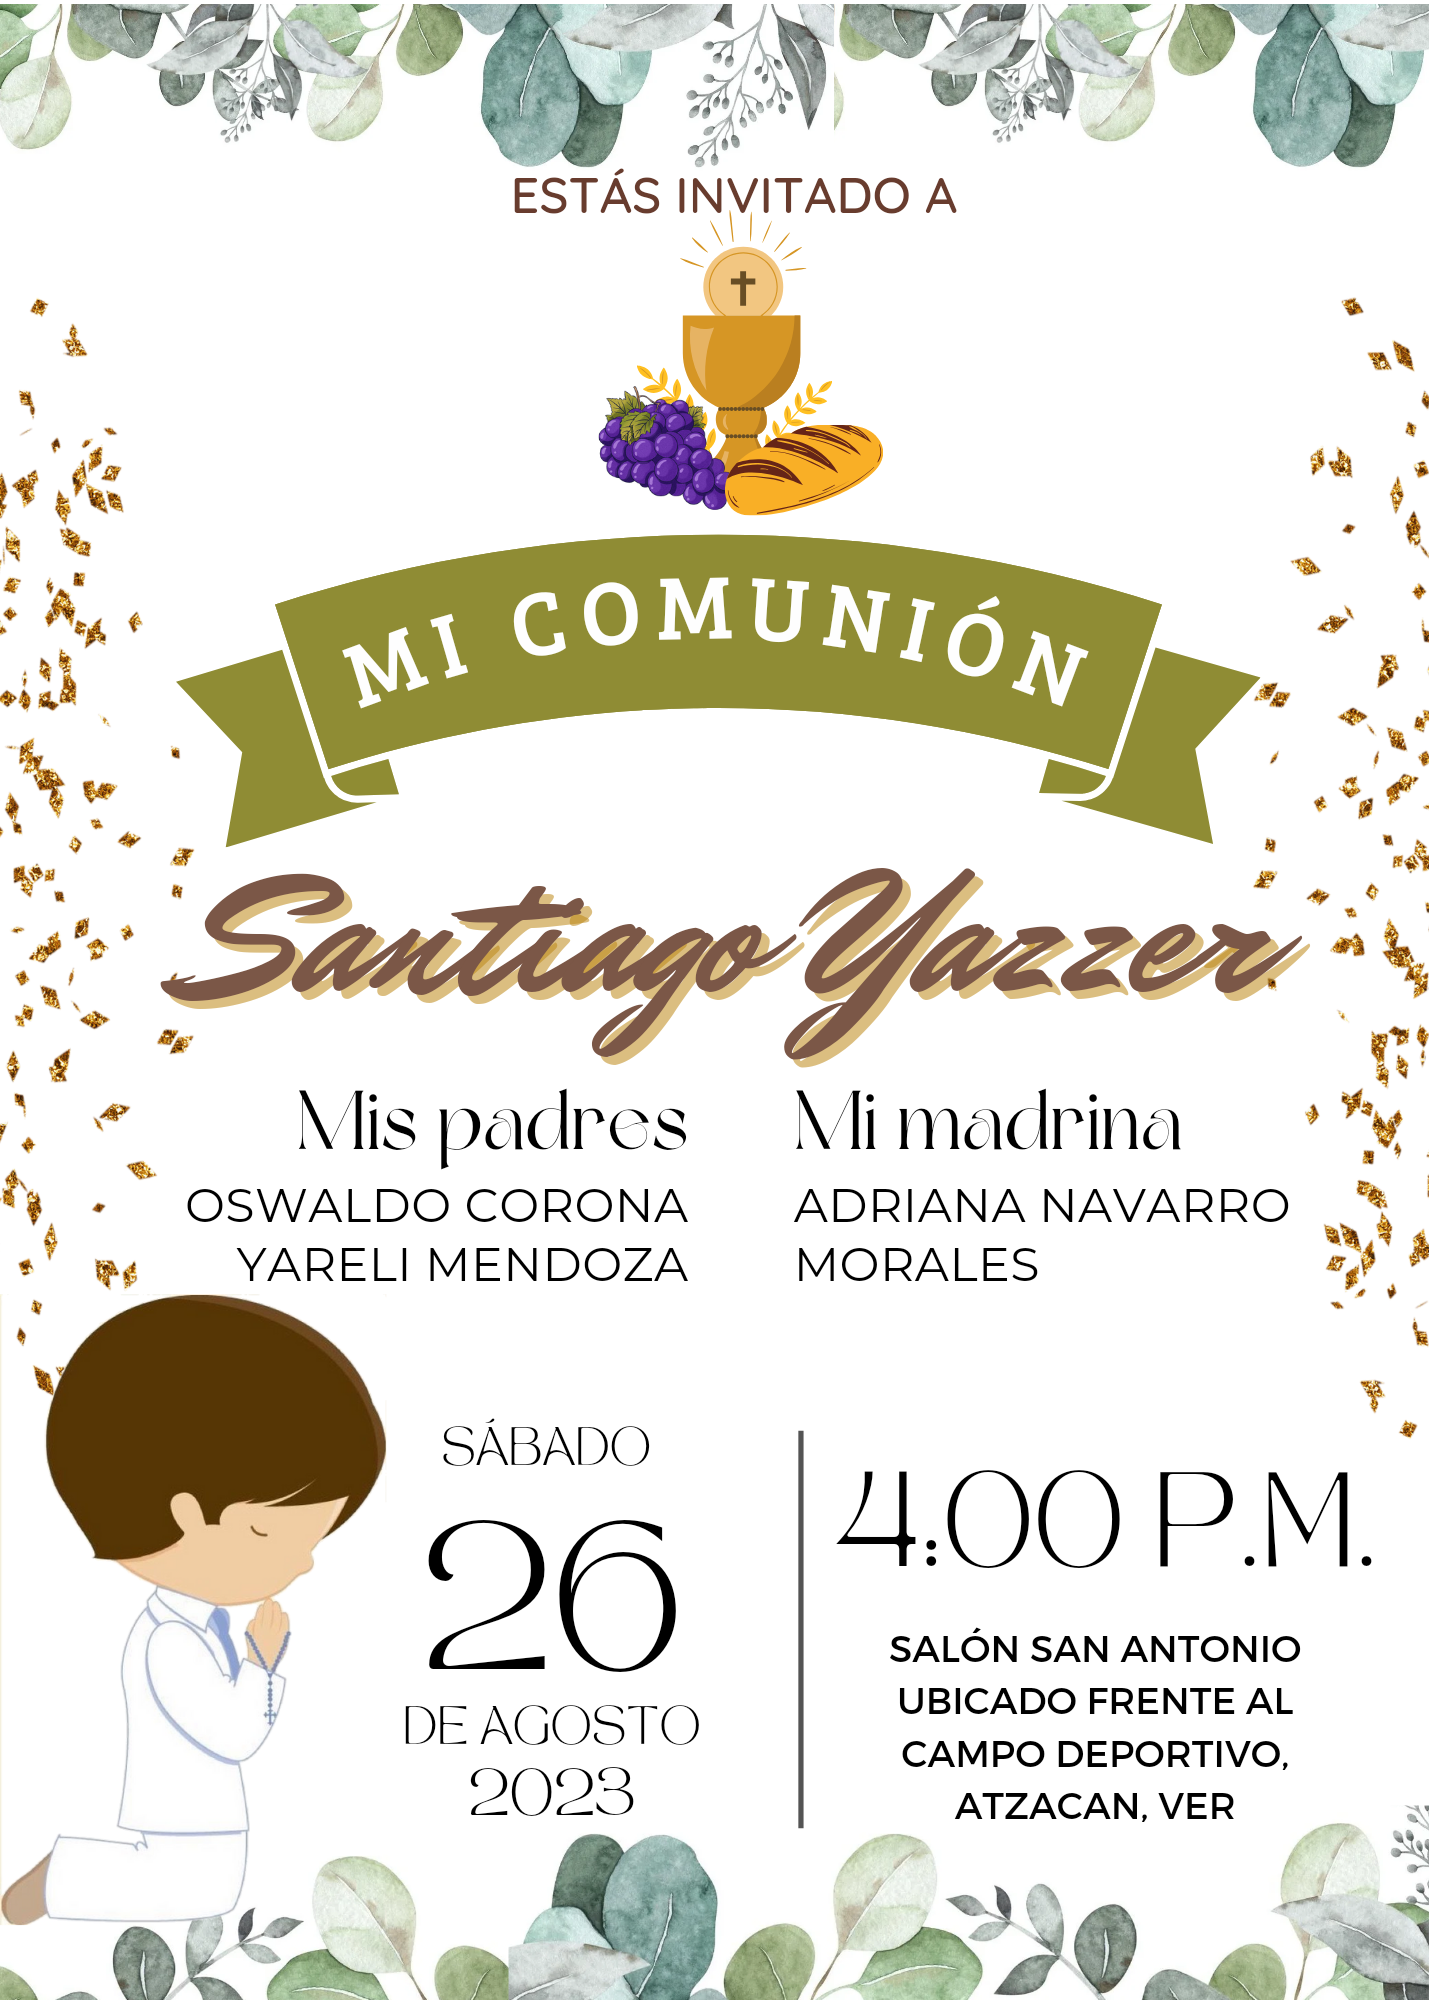 ESTÁS INVITADO A
MI COMUNIÓN
Santiago Yazzer
Mis padres
OSWALDO CORONA
YARELI MENDOZA
Mi madrina
ADRIANA NAVARRO
MORALES
SÁBADO
26
DE AGOSTO
2023
4:00 P.M.
SALÓN SAN ANTONIO
UBICADO FRENTE AL
CAMPO DEPORTIVO,
ATZACAN, VER